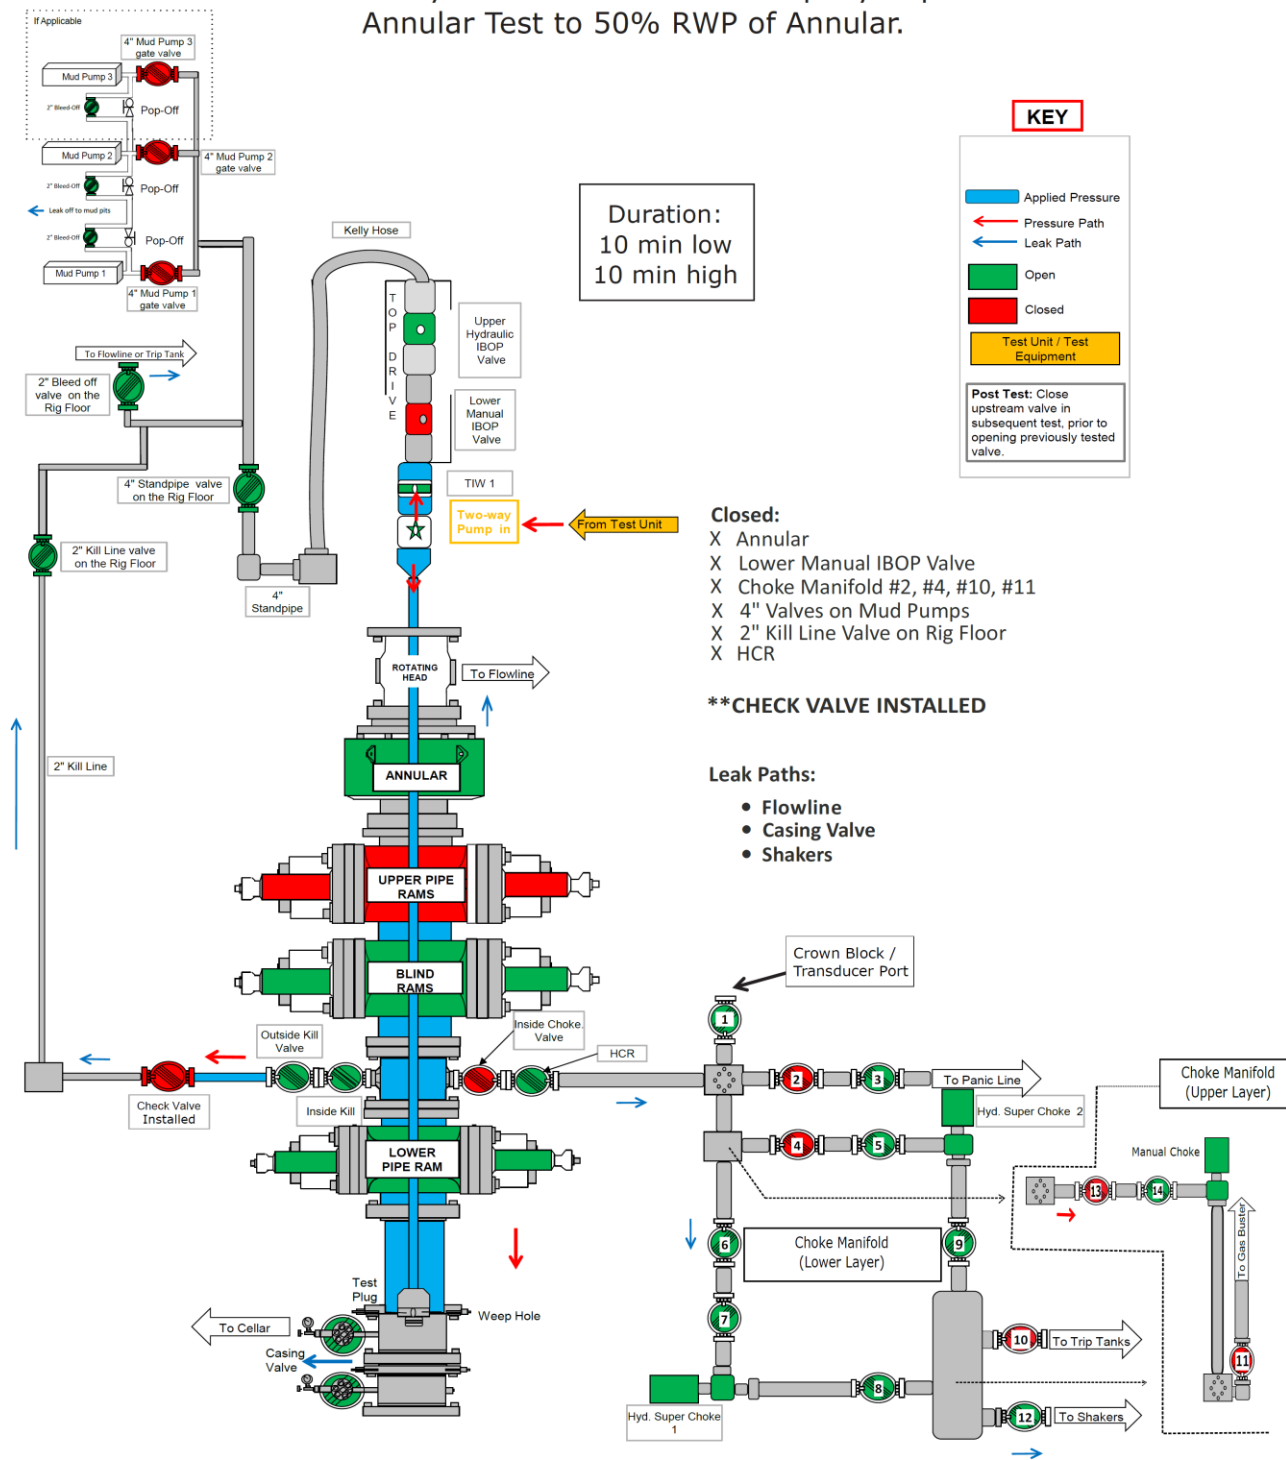 Annular Test to 50% RWP of Annular.
If Applicable
4" Mud Pump 3
gate valve
Mud Pump 3
2" Bleed-Off
Pop-Off
Mud Pump 2
4" Mud Pump 2
gate valve
2" Bleed-Off
Pop-Off
Leak off to mud pits
2" Bleed-Off
Pop-Off
Mud Pump 1
4" Mud Pump 1
gate valve
Kelly Hose
Duration:
10 min low
10 min high
KEY
Applied Pressure
Pressure Path
Leak Path
Open
Closed
Test Unit / Test
Equipment
Post Test: Close
upstream valve in
subsequent test, prior to
opening previously tested
valve.
To Flowline or Trip Tank
2" Bleed off
valve on the
Rig Floor
TOP DRIVE
Upper
Hydraulic
IBOP
Valve
Lower
Manual
IBOP
Valve
TIW 1
4" Standpipe valve
on the Rig Floor
Two-way
Pump in
From Test Unit
2" Kill Line valve
on the Rig Floor
4"
Standpipe
Closed:
X Annular
X Lower Manual IBOP Valve
X Choke Manifold #2, #4, #10, #11
X 4" Valves on Mud Pumps
X 2" Kill Line Valve on Rig Floor
X HCR
**CHECK VALVE INSTALLED
Leak Paths:
• Flowline
• Casing Valve
• Shakers
ROTATING
HEAD
To Flowline
2" Kill Line
ANNULAR
UPPER PIPE
RAMS
BLIND
RAMS
Crown Block /
Transducer Port
Outside Kill
Valve
Inside Choke.
Valve
HCR
Check Valve
Installed
Inside Kill
LOWER
PIPE RAM
1
2
3
To Panic Line
Hyd. Super Choke 2
4
5
Choke Manifold
(Upper Layer)
Manual Choke
13
14
To Gas Buster
11
6
Choke Manifold
(Lower Layer)
9
7
10
To Trip Tanks
8
Hyd. Super Choke
1
12
To Shakers
Test
Plug
Weep Hole
To Cellar
Casing
Valve